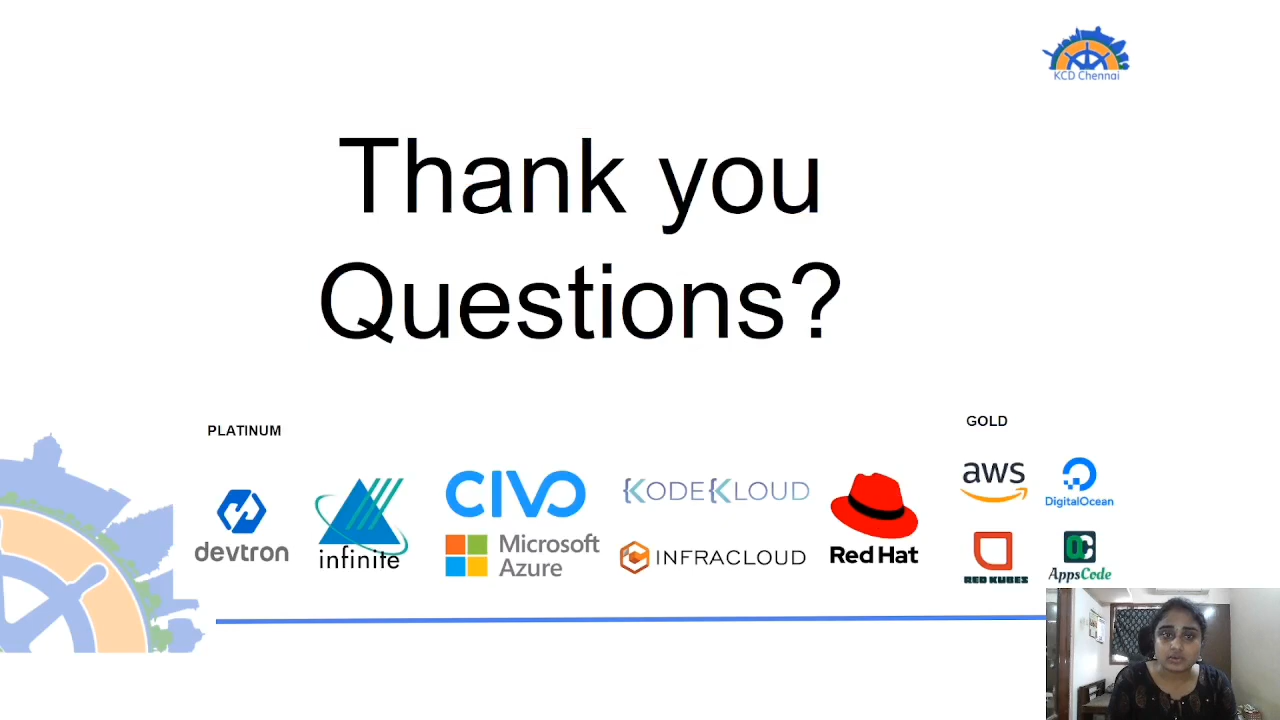 KCD Chennai
Thank you
Questions?
PLATINUM
GOLD
devtron
infinite
CIVO
Microsoft
Azure
KODEKLOUD
INFRACLOUD
Red Hat
aws
DigitalOcean
RED KUBES
AppsCode